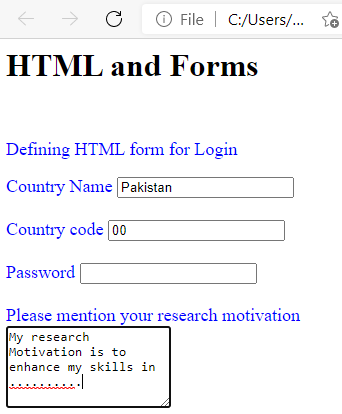 File C:/Users/...
HTML and Forms
Defining HTML form for Login
Country Name Pakistan
Country code 00
Password
Please mention your research motivation
My research
Motivation is to
enhance my skills in
..........